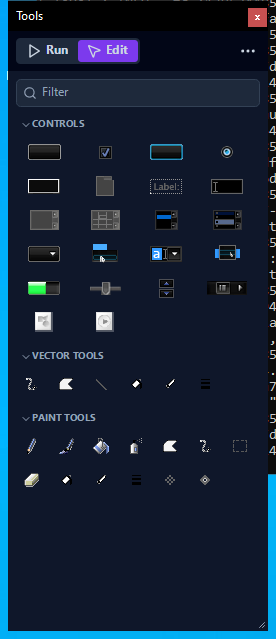 Tools
x
Run
Edit
Filter
CONTROLS
Label:
a
VECTOR TOOLS
PAINT TOOLS